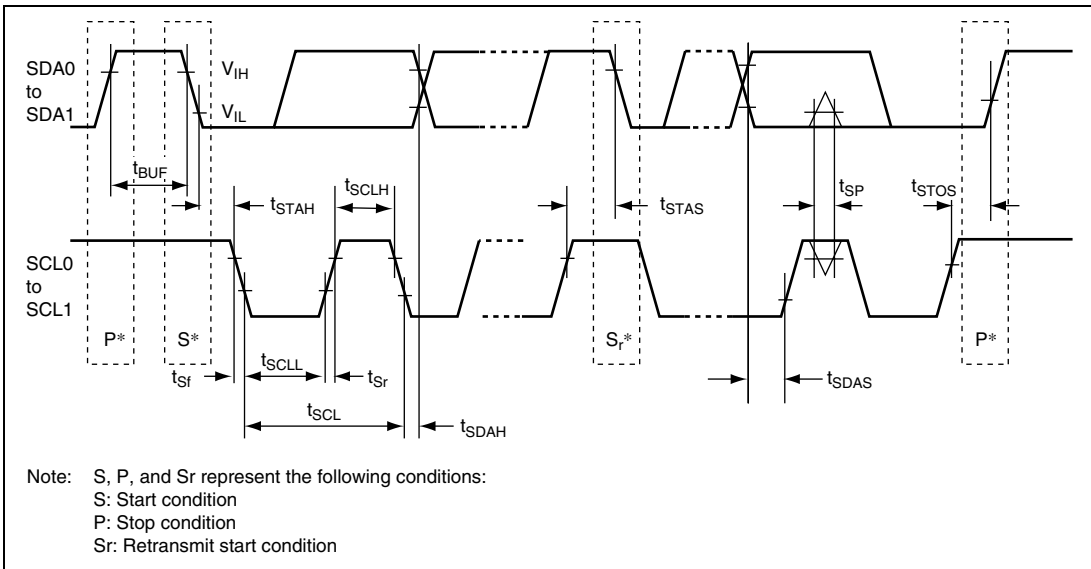 SDA0
to
SDA1
VIH
VIL
tBUF
tSTAH
tSCLH
tSTAS
tSP
tSTOS
SCL0
to
SCL1
P*
S*
Sr*
P*
tSf
tSCLL
tSr
tSCL
tSDAH
tSDAS
Note: S, P, and Sr represent the following conditions:
S: Start condition
P: Stop condition
Sr: Retransmit start condition